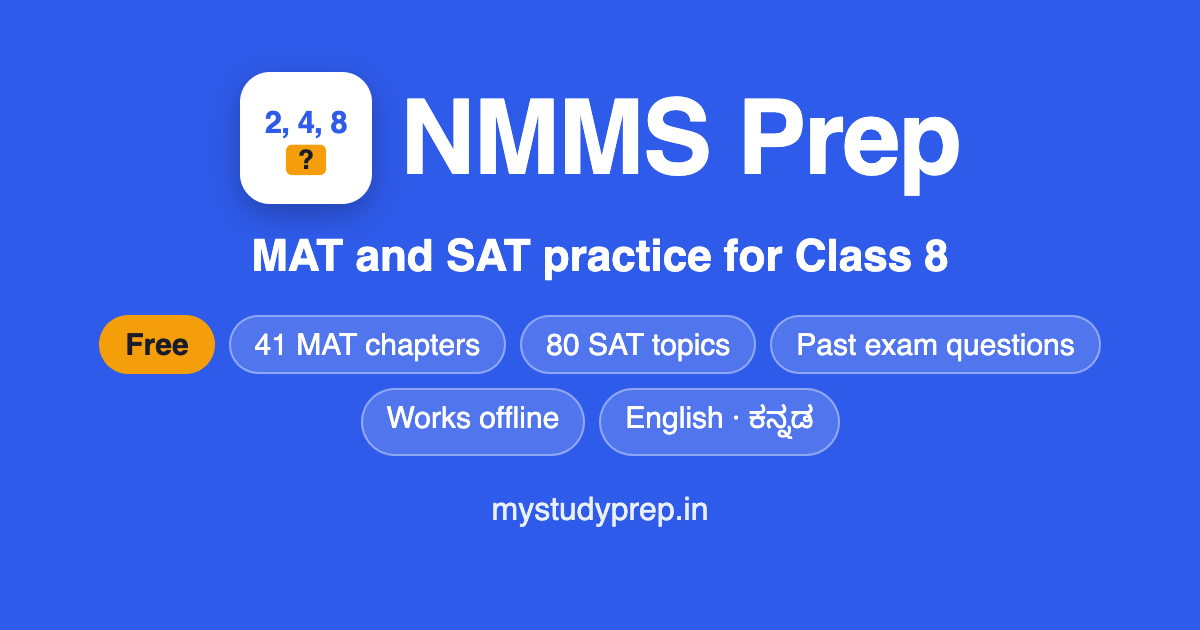 2, 4, 8
?
NMMS Prep
MAT and SAT practice for Class 8
Free
41 MAT chapters
80 SAT topics
Past exam questions
Works offline
English · ಕನ್ನಡ
mystudyprep.in